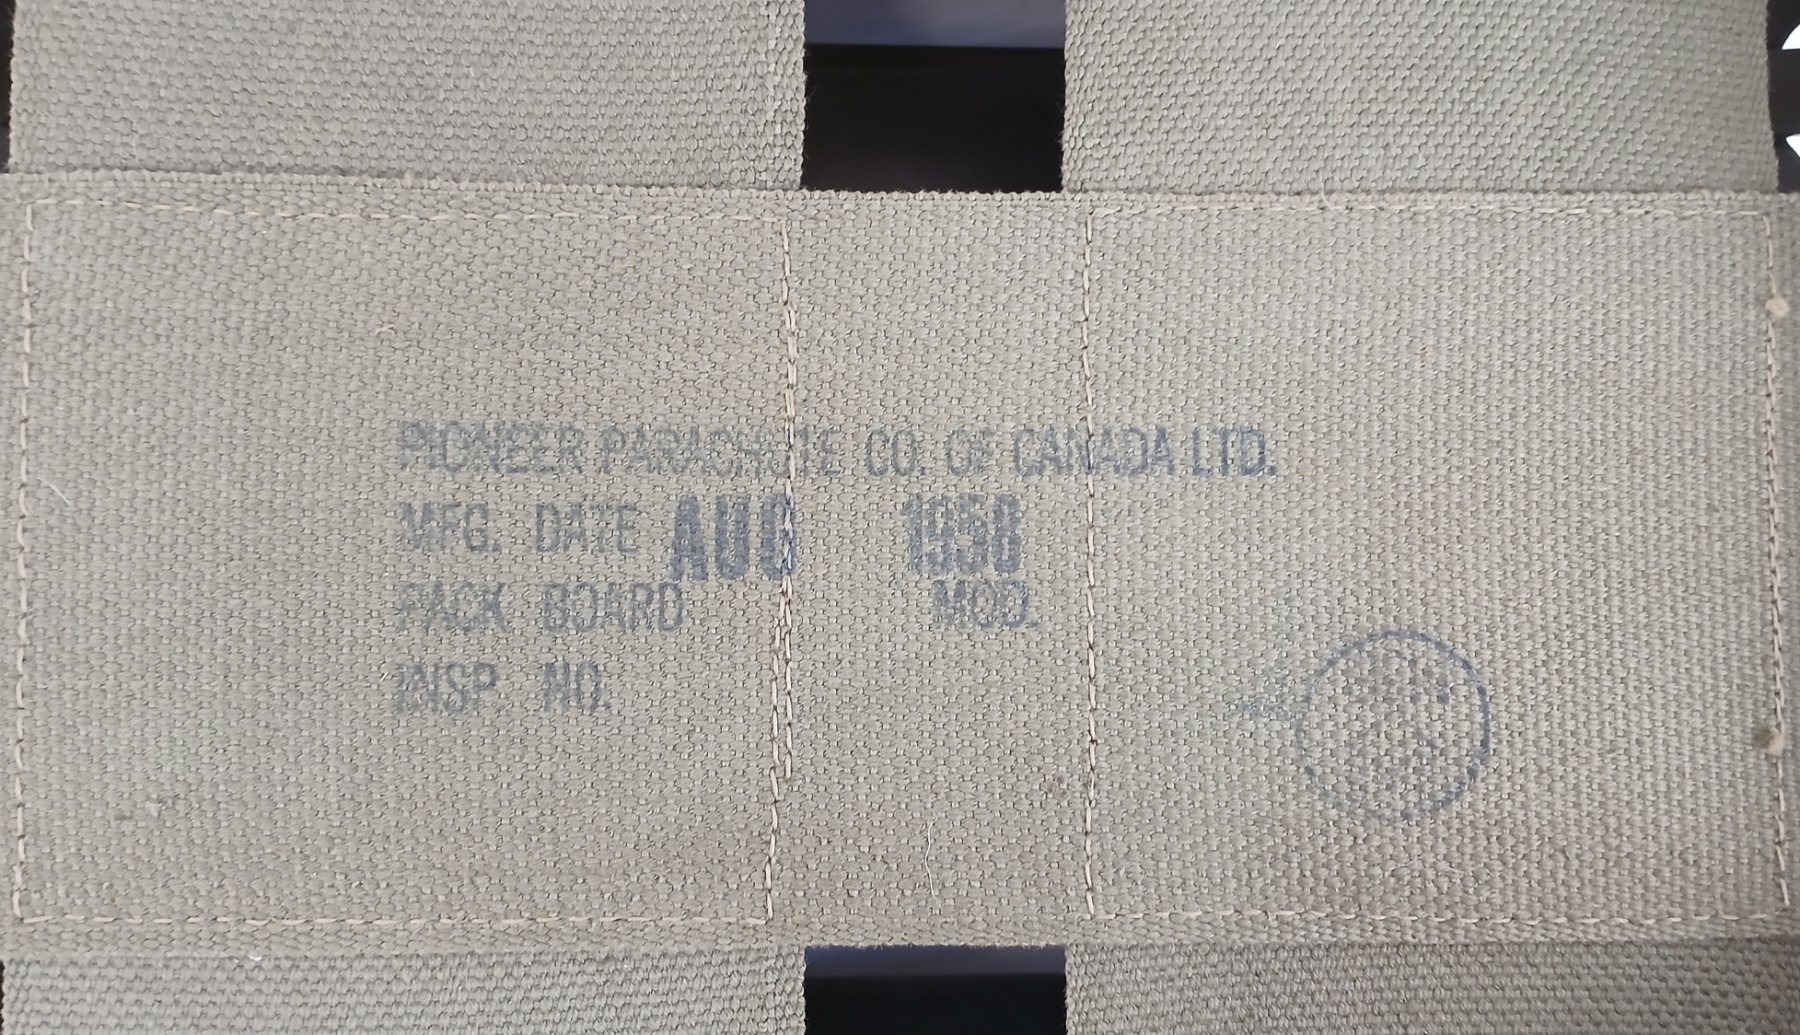 PIONEER PARACHUTE CO. OF CANADA LTD.
MFG. DATE AUG 1958
PACK BOARD MOD.
INSP. NO.